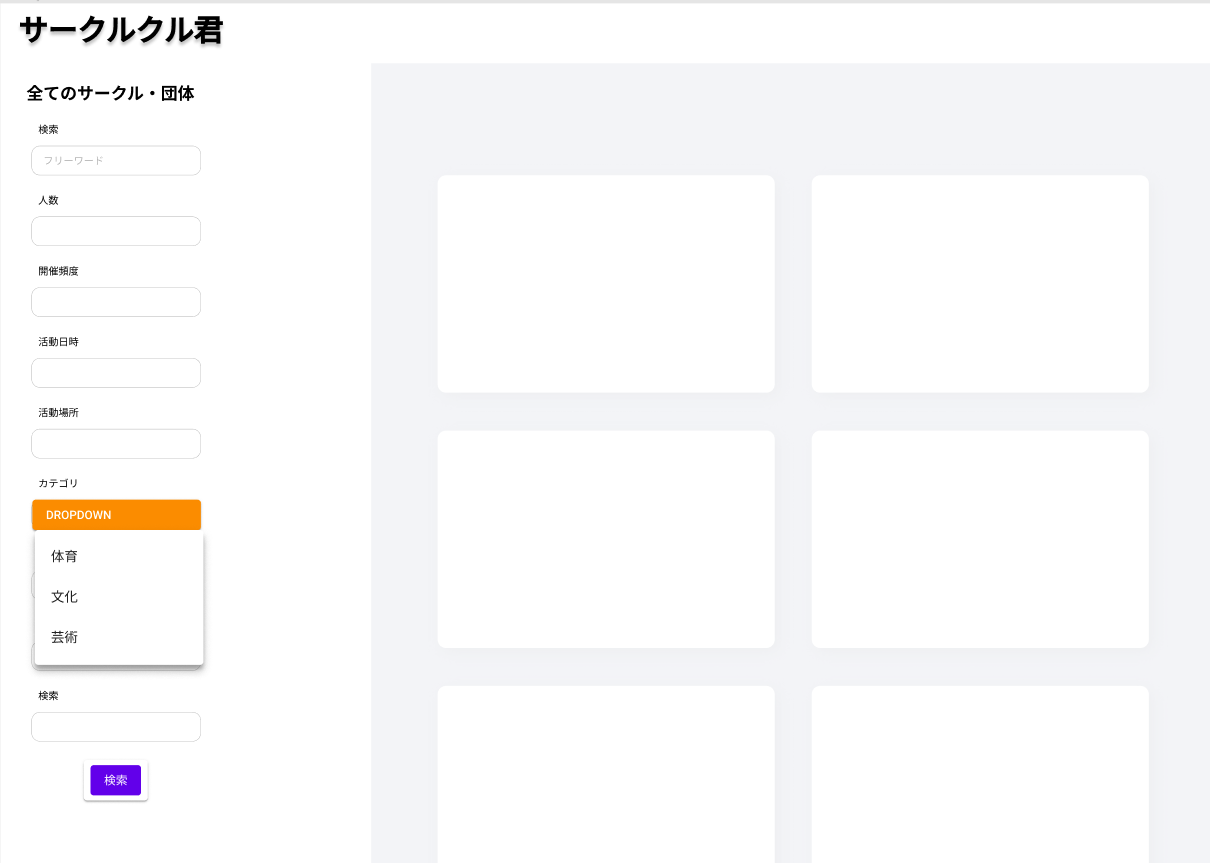 サークルクル君
全てのサークル・団体
検索
フリーワード
人数
開催頻度
活動日時
活動場所
カテゴリ
DROPDOWN
体育
文化
芸術
検索
検索